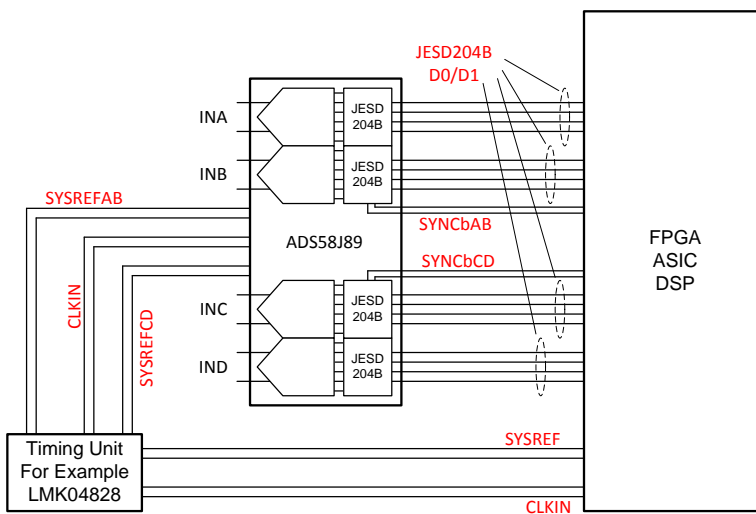 JESD204B
D0/D1
INA
JESD
204B
INB
JESD
204B
SYSREFAB
SYNCbAB
ADS58J89
SYNCbCD
FPGA
ASIC
DSP
CLKIN
SYSREFCD
INC
JESD
204B
IND
JESD
204B
Timing Unit
For Example
LMK04828
SYSREF
CLKIN